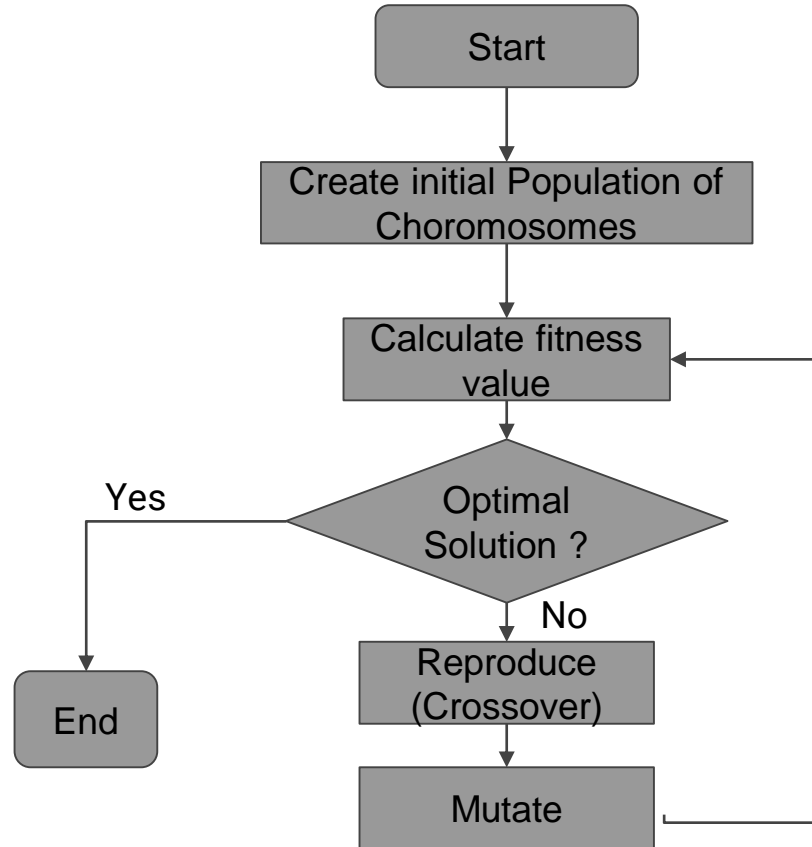 Start
Create initial Population of
Choromosomes
Calculate fitness
value
Optimal
Solution ?
Yes
No
Reproduce
(Crossover)
End
Mutate